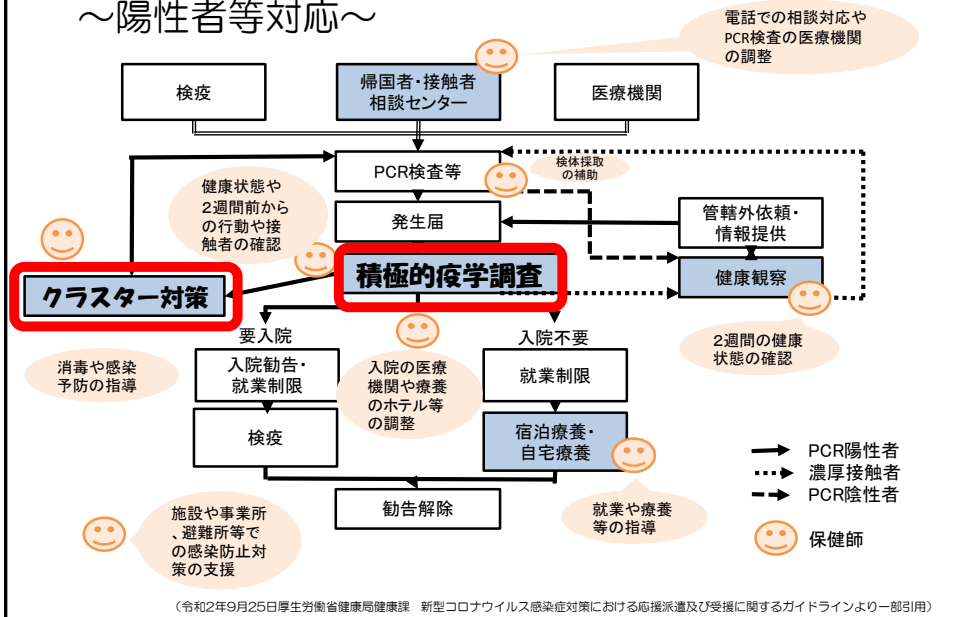 ～陽性者等対応～
電話での相談対応や
PCR検査の医療機関
の調整
検疫
帰国者・接触者
相談センター
医療機関
PCR検査等
検体採取
の補助
健康状態や
2週間前から
の行動や接
触者の確認
発生届
管轄外依頼・
情報提供
積極的疫学調査
健康観察
クラスター対策
2週間の健康
状態の確認
要入院
入院不要
消毒や感染
予防の指導
入院勧告・
就業制限
入院の医療
機関や療養
のホテル等
の調整
就業制限
検疫
宿泊療養・
自宅療養
PCR陽性者
濃厚接触者
PCR陰性者
勧告解除
就業や療養
等の指導
施設や事業所
、避難所等で
の感染防止対
策の支援
保健師
（令和2年9月25日厚生労働省健康局健康課　新型コロナウイルス感染症対策における応援派遣及び受援に関するガイドラインより一部引用）